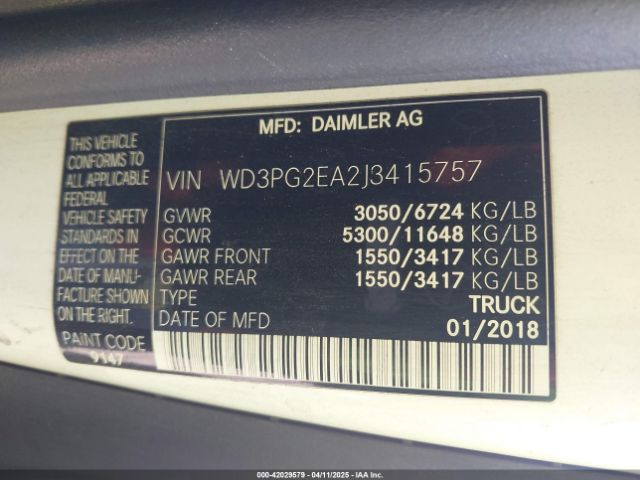 MFD: DAIMLER AG
THIS VEHICLE
CONFORMS TO
ALL APPLICABLE
FEDERAL
VEHICLE SAFETY
STANDARDS IN
EFFECT ON THE
DATE OF MANU-
FACTURE SHOWN
ON THE RIGHT.
PAINT CODE
9147
VIN WD3PG2EA2J3415757
GVWR 3050/6724 KG/LB
GCWR 5300/11648 KG/LB
GAWR FRONT 1550/3417 KG/LB
GAWR REAR 1550/3417 KG/LB
TYPE TRUCK
DATE OF MFD 01/2018
000-42029579 - 04/11/2025 - IAA, Inc.